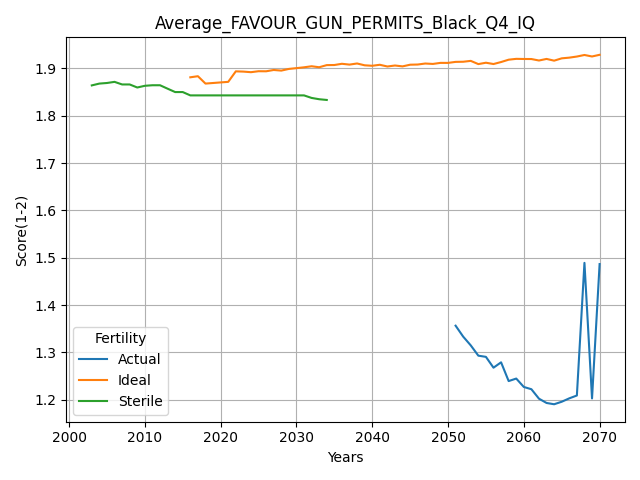 Average_FAVOUR_GUN_PERMITS_Black_Q4_IQ
Score(1-2)
1.9
1.8
1.7
1.6
1.5
1.4
1.3
1.2
Fertility
Actual
Ideal
Sterile
2000 2010 2020 2030 2040 2050 2060 2070
Years